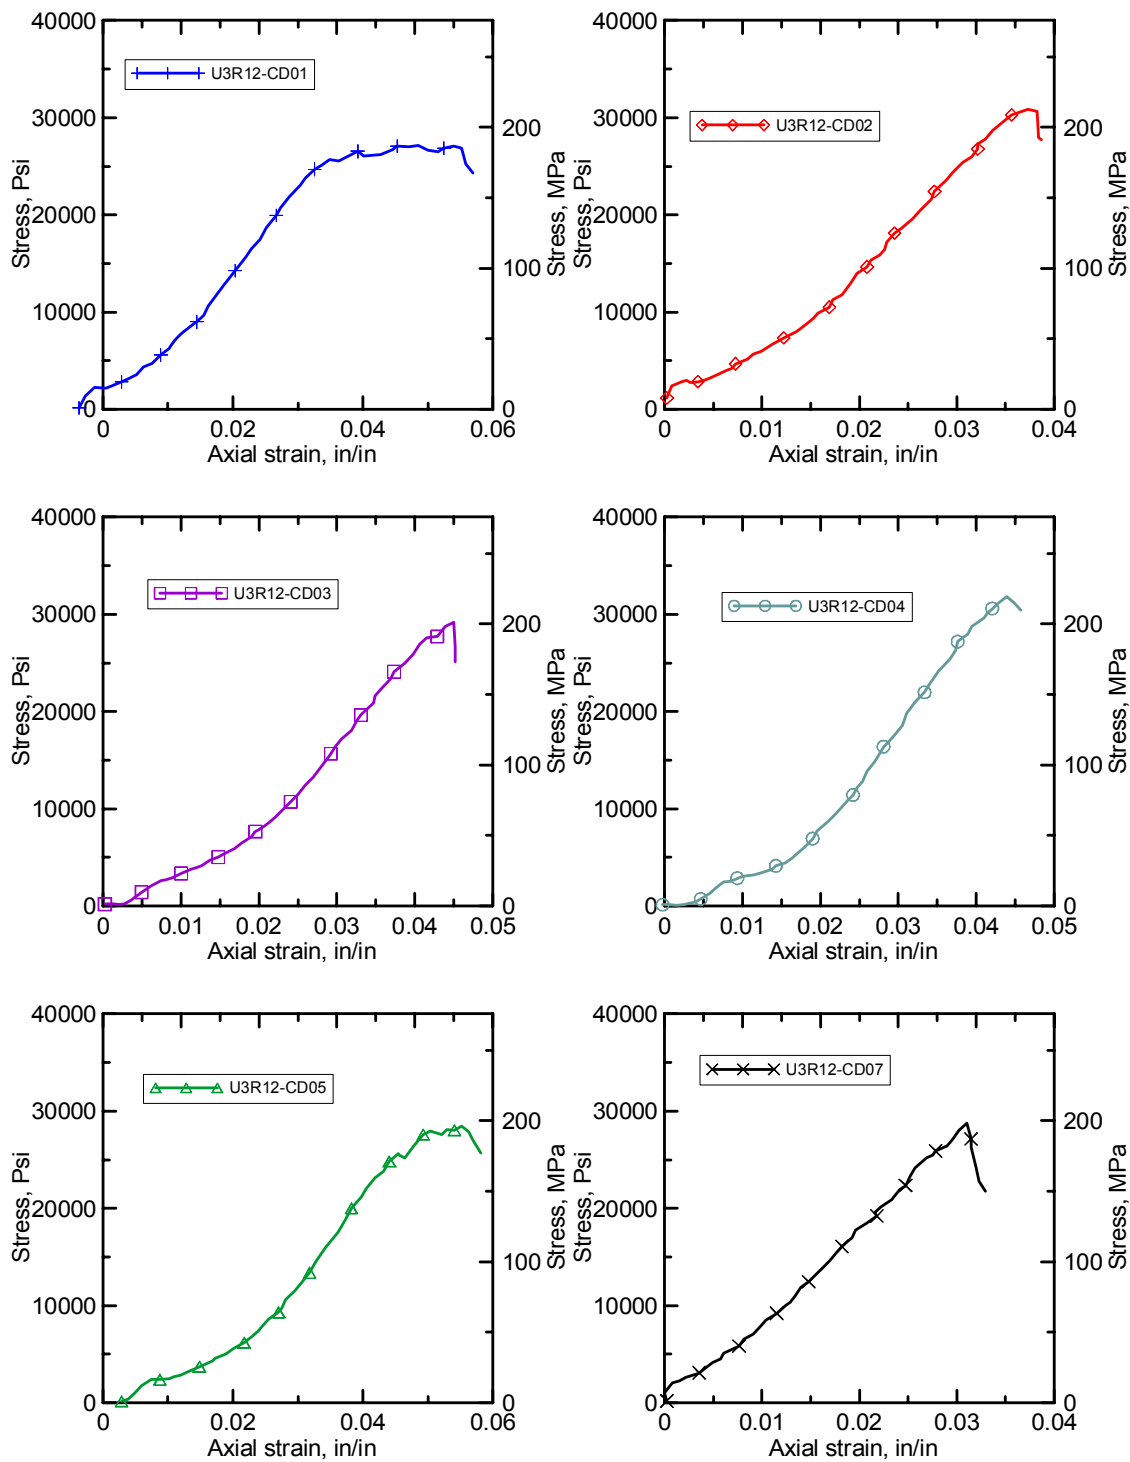 40000
30000
20000
10000
0
Stress, Psi
U3R12-CD01
200
100
0
Stress, MPa
0 0.02 0.04 0.06
Axial strain, in/in
40000
30000
20000
10000
0
Stress, Psi
U3R12-CD02
200
100
0
Stress, MPa
0 0.01 0.02 0.03 0.04
Axial strain, in/in
40000
30000
20000
10000
0
Stress, Psi
U3R12-CD03
200
100
0
Stress, MPa
0 0.01 0.02 0.03 0.04 0.05
Axial strain, in/in
40000
30000
20000
10000
0
Stress, Psi
U3R12-CD04
200
100
0
Stress, MPa
0 0.01 0.02 0.03 0.04 0.05
Axial strain, in/in
40000
30000
20000
10000
0
Stress, Psi
U3R12-CD05
200
100
0
Stress, MPa
0 0.02 0.04 0.06
Axial strain, in/in
40000
30000
20000
10000
0
Stress, Psi
U3R12-CD07
200
100
0
Stress, MPa
0 0.01 0.02 0.03 0.04
Axial strain, in/in